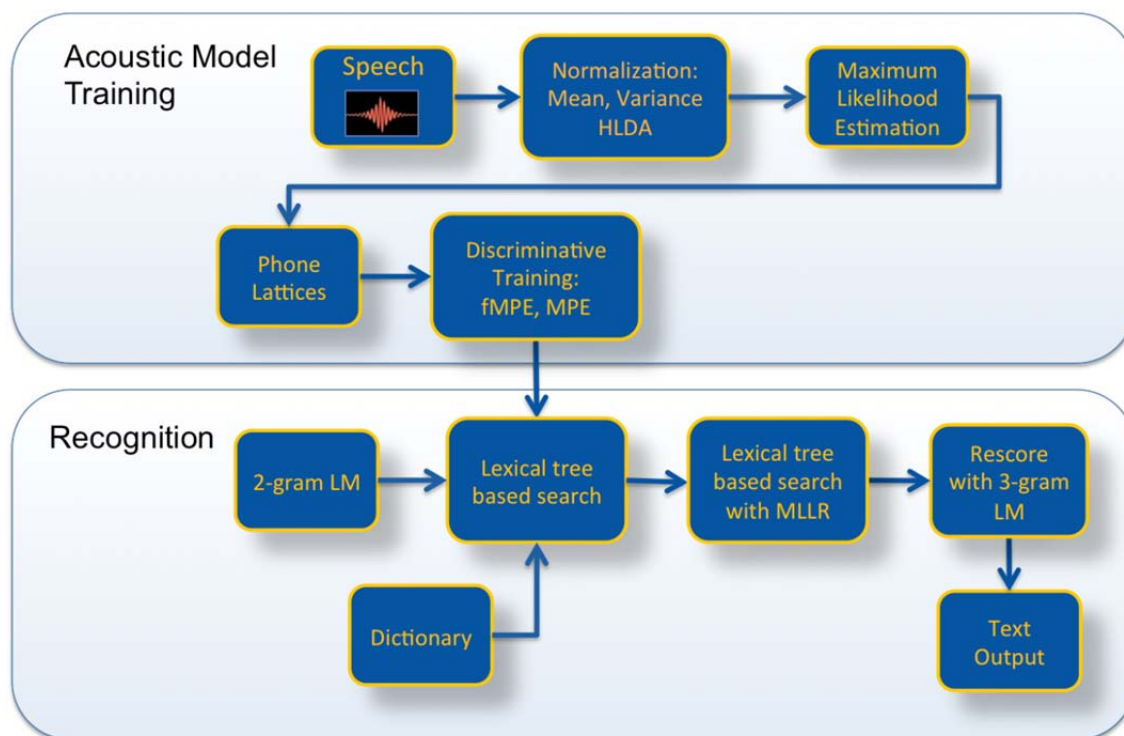 Acoustic Model
Training
Speech
Normalization:
Mean, Variance
HLDA
Maximum
Likelihood
Estimation
Phone
Lattices
Discriminative
Training:
fMPE, MPE
Recognition
2-gram LM
Lexical tree
based search
Lexical tree
based search
with MLLR
Rescore
with 3-gram
LM
Dictionary
Text
Output